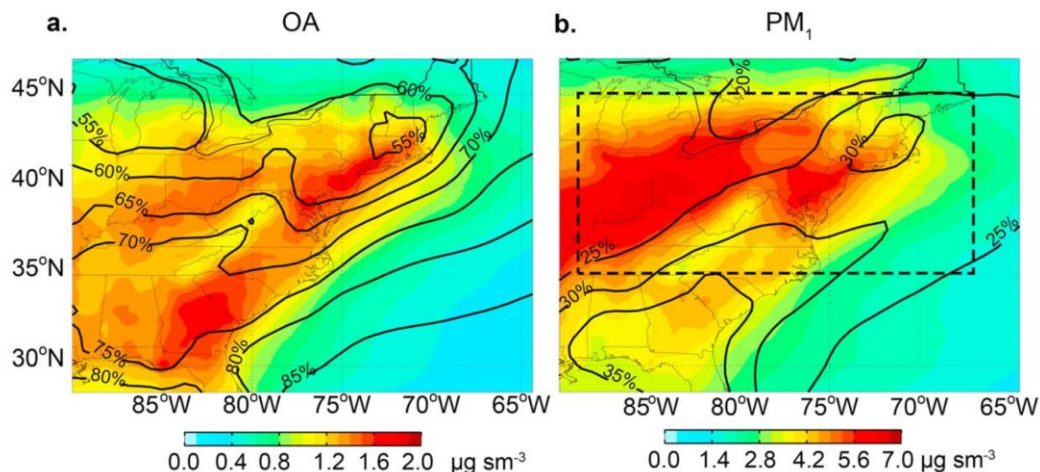 a. OA b. PM1
45°N
40°N
35°N
30°N
60%
55%
55%
70%
60%
65%
70%
75%
80%
80%
85%
20%
30%
25%
25%
30%
35%
85°W 80°W 75°W 70°W 65°W 85°W 80°W 75°W 70°W 65°W
0.0 0.4 0.8 1.2 1.6 2.0 µg sm-3 0.0 1.4 2.8 4.2 5.6 7.0 µg sm-3